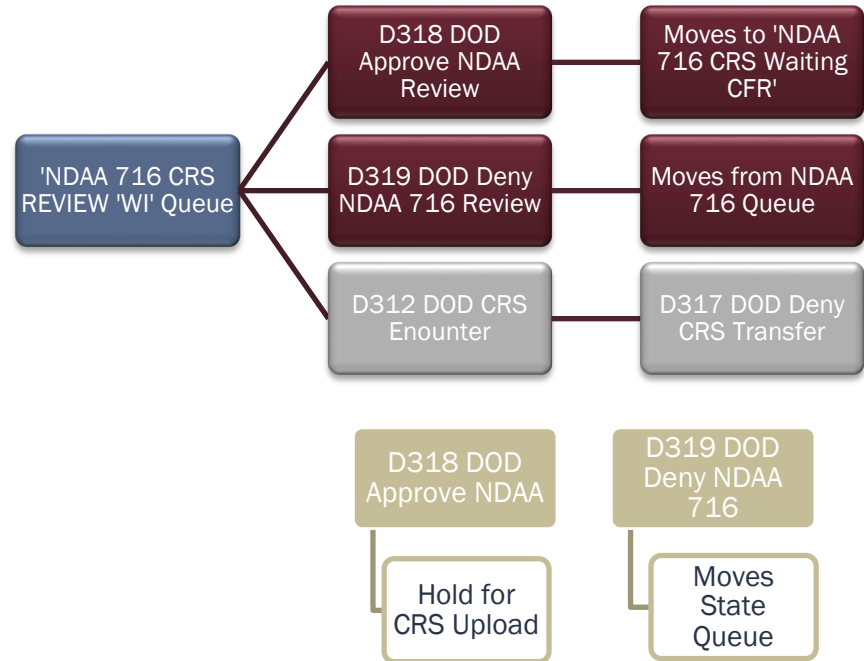 D318 DOD
Approve NDAA
Review
Moves to 'NDAA
716 CRS Waiting
CFR'
'NDAA 716 CRS
REVIEW 'WI' Queue
D319 DOD Deny
NDAA 716 Review
Moves from NDAA
716 Queue
D312 DOD CRS
Enounter
D317 DOD Deny
CRS Transfer
D318 DOD
Approve NDAA
D319 DOD
Deny NDAA
716
Hold for
CRS Upload
Moves
State
Queue